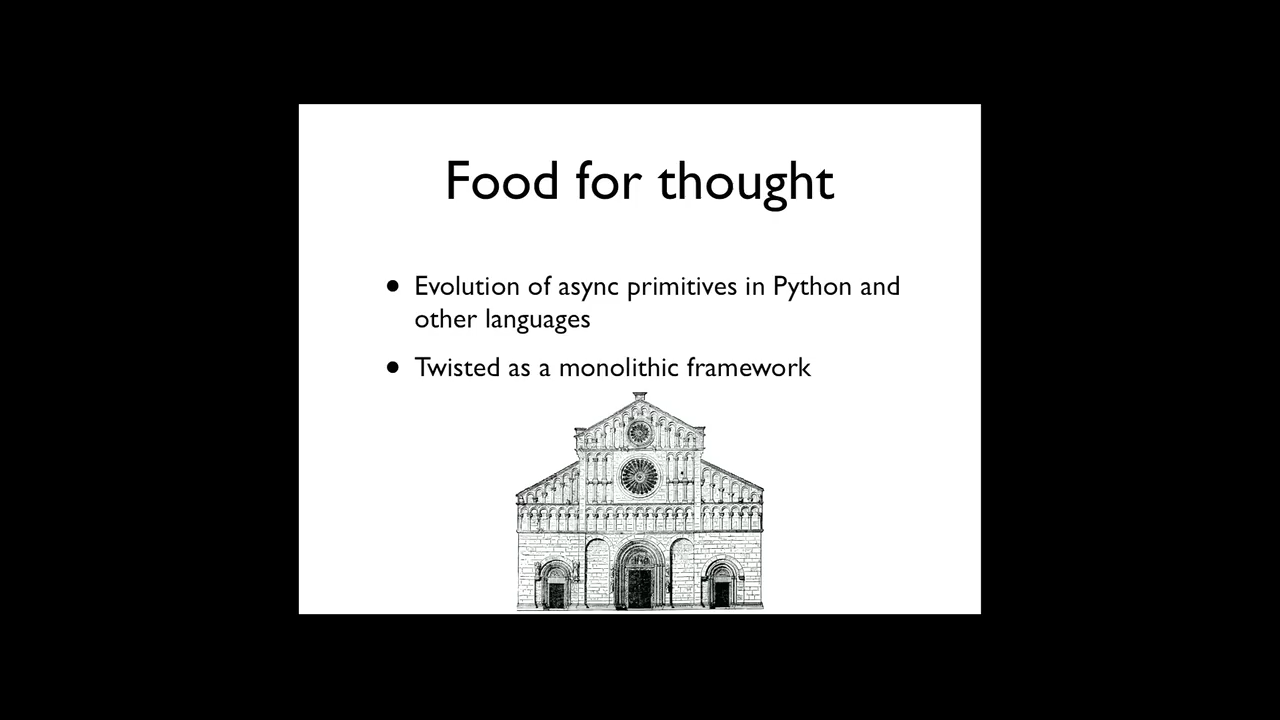 Food for thought
• Evolution of async primitives in Python and
other languages
• Twisted as a monolithic framework